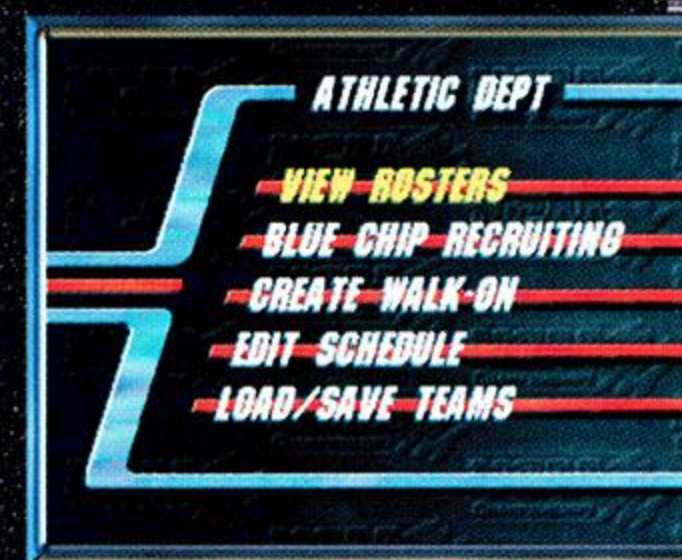 ATHLETIC DEPT
VIEW ROSTERS
BLUE CHIP RECRUITING
CREATE WALK-ON
EDIT SCHEDULE
LOAD/SAVE TEAMS